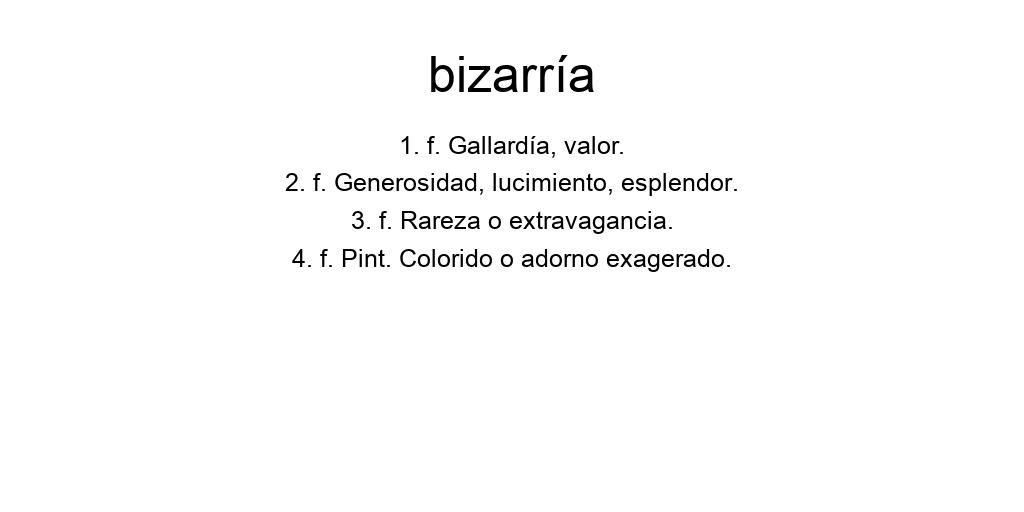 bizarría
1. f. Gallardía, valor.
2. f. Generosidad, lucimiento, esplendor.
3. f. Rareza o extravagancia.
4. f. Pint. Colorido o adorno exagerado.